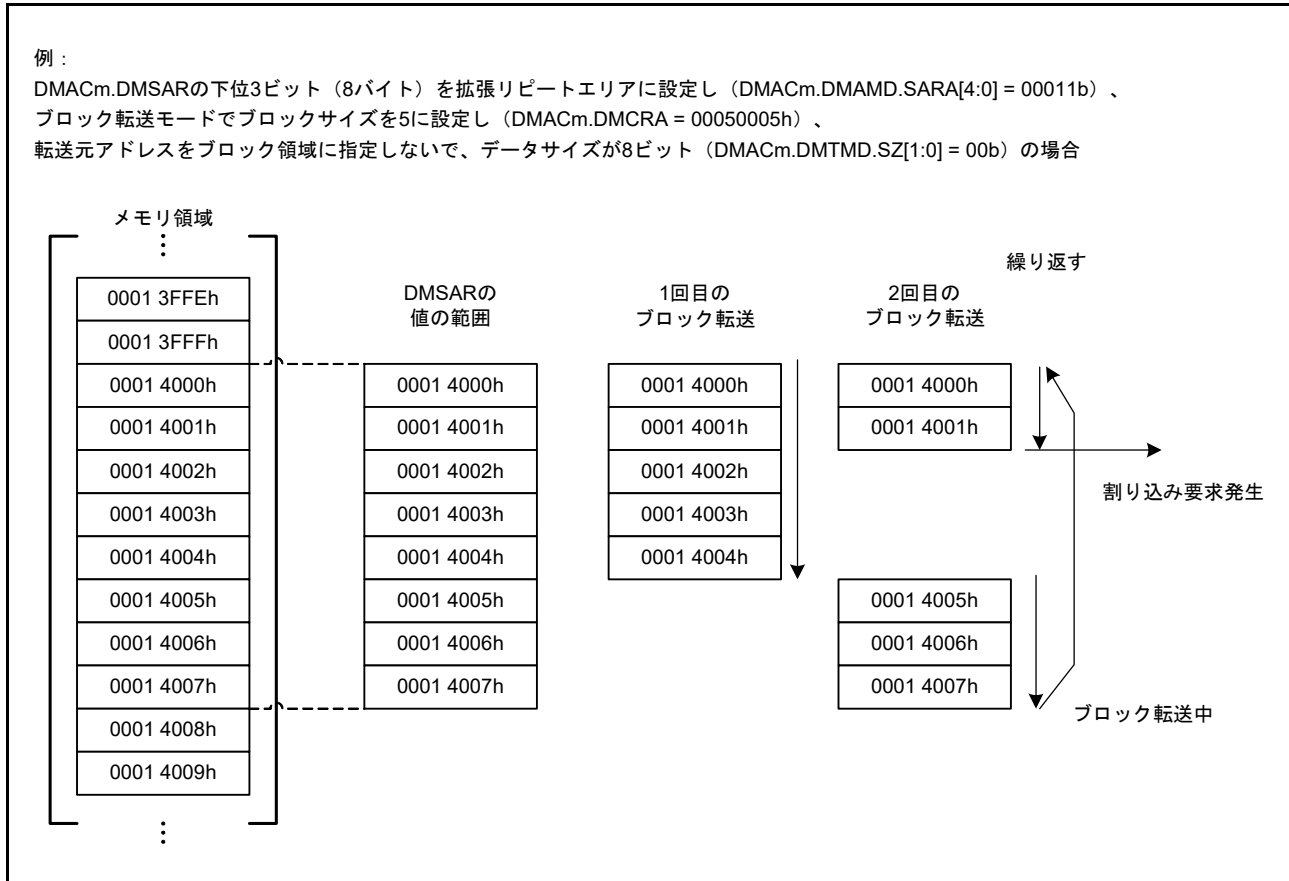 例：
DMACm.DMSARの下位3ビット（8バイト）を拡張リピートエリアに設定し（DMACm.DMAMD.SARA[4:0] = 00011b）、
ブロック転送モードでブロックサイズを5に設定し（DMACm.DMCRA = 00050005h）、
転送元アドレスをブロック領域に指定しないで、データサイズが8ビット（DMACm.DMTMD.SZ[1:0] = 00b）の場合
メモリ領域
⋮
0001 3FFEh
0001 3FFFh
0001 4000h
0001 4001h
0001 4002h
0001 4003h
0001 4004h
0001 4005h
0001 4006h
0001 4007h
0001 4008h
0001 4009h
⋮
DMSARの
値の範囲
0001 4000h
0001 4001h
0001 4002h
0001 4003h
0001 4004h
0001 4005h
0001 4006h
0001 4007h
1回目の
ブロック転送
0001 4000h
0001 4001h
0001 4002h
0001 4003h
0001 4004h
2回目の
ブロック転送
0001 4000h
0001 4001h
0001 4005h
0001 4006h
0001 4007h
繰り返す
割り込み要求発生
ブロック転送中